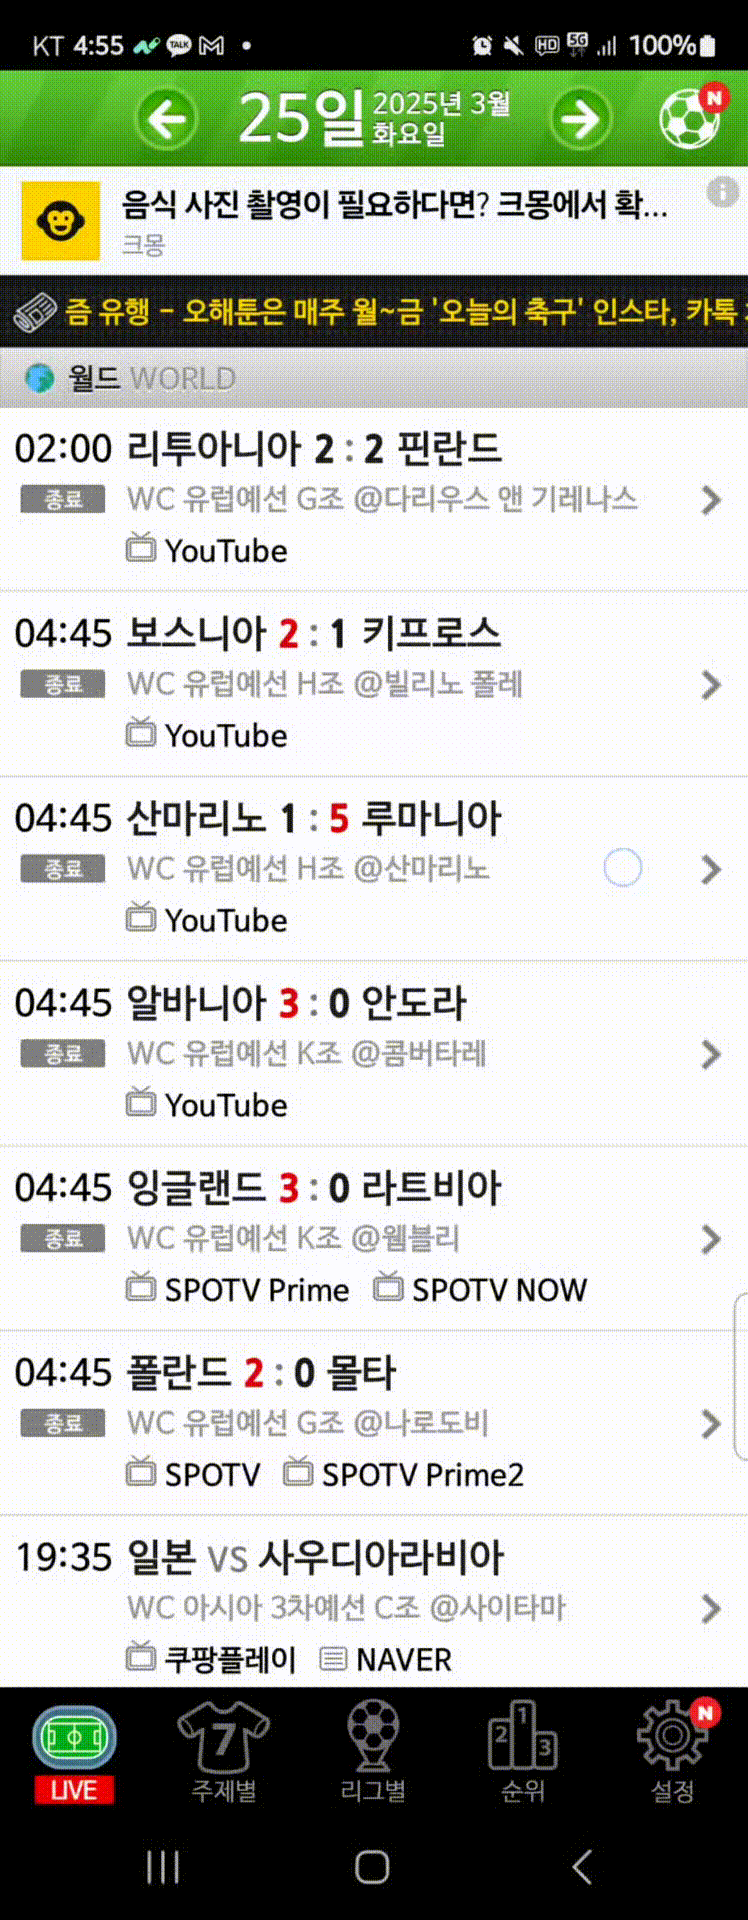 KT 4:55 TALK HD 5G 100%
25일 2025년 3월
화요일
N
음식 사진 촬영이 필요하다면? 크몽에서 확...
크몽
즘 유행 - 오해툰은 매주 월~금 '오늘의 축구' 인스타, 카톡
월드 WORLD
02:00 리투아니아 2 : 2 핀란드
종료 WC 유럽예선 G조 @다리우스 앤 기레나스
YouTube
04:45 보스니아 2 : 1 키프로스
종료 WC 유럽예선 H조 @빌리노 폴레
YouTube
04:45 산마리노 1 : 5 루마니아
종료 WC 유럽예선 H조 @산마리노
YouTube
04:45 알바니아 3 : 0 안도라
종료 WC 유럽예선 K조 @콤버타레
YouTube
04:45 잉글랜드 3 : 0 라트비아
종료 WC 유럽예선 K조 @웸블리
SPOTV Prime SPOTV NOW
04:45 폴란드 2 : 0 몰타
종료 WC 유럽예선 G조 @나로도비
SPOTV SPOTV Prime2
19:35 일본 VS 사우디아라비아
WC 아시아 3차예선 C조 @사이타마
쿠팡플레이 NAVER
7 2 1 3 N
LIVE 주제별 리그별 순위 설정